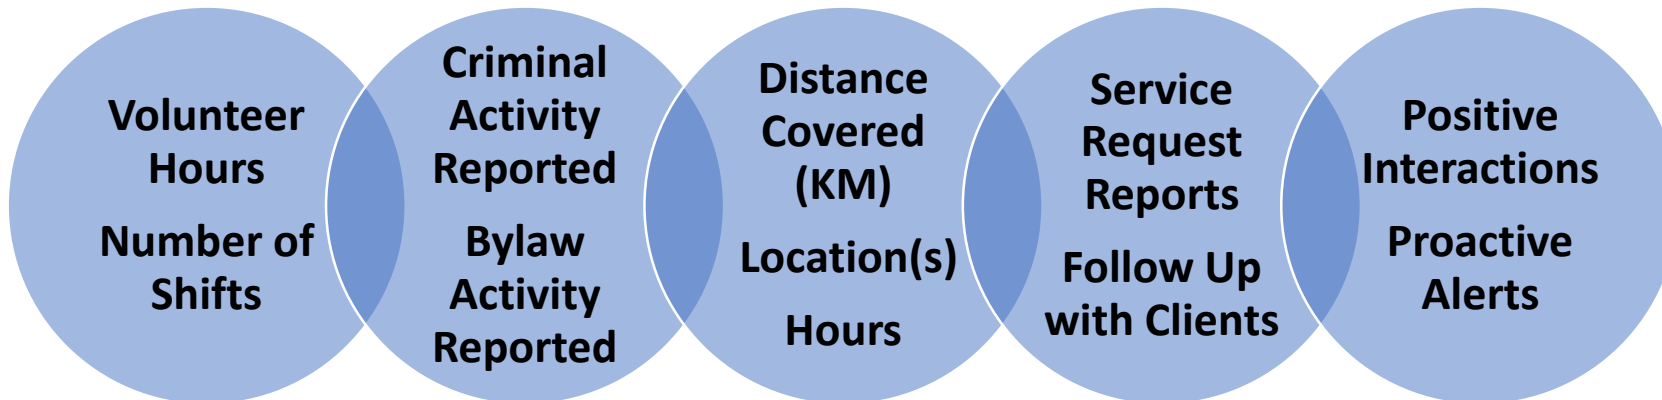 Volunteer
Hours
Number of
Shifts
Criminal
Activity
Reported
Bylaw
Activity
Reported
Distance
Covered
(KM)
Location(s)
Hours
Service
Request
Reports
Follow Up
with Clients
Positive
Interactions
Proactive
Alerts